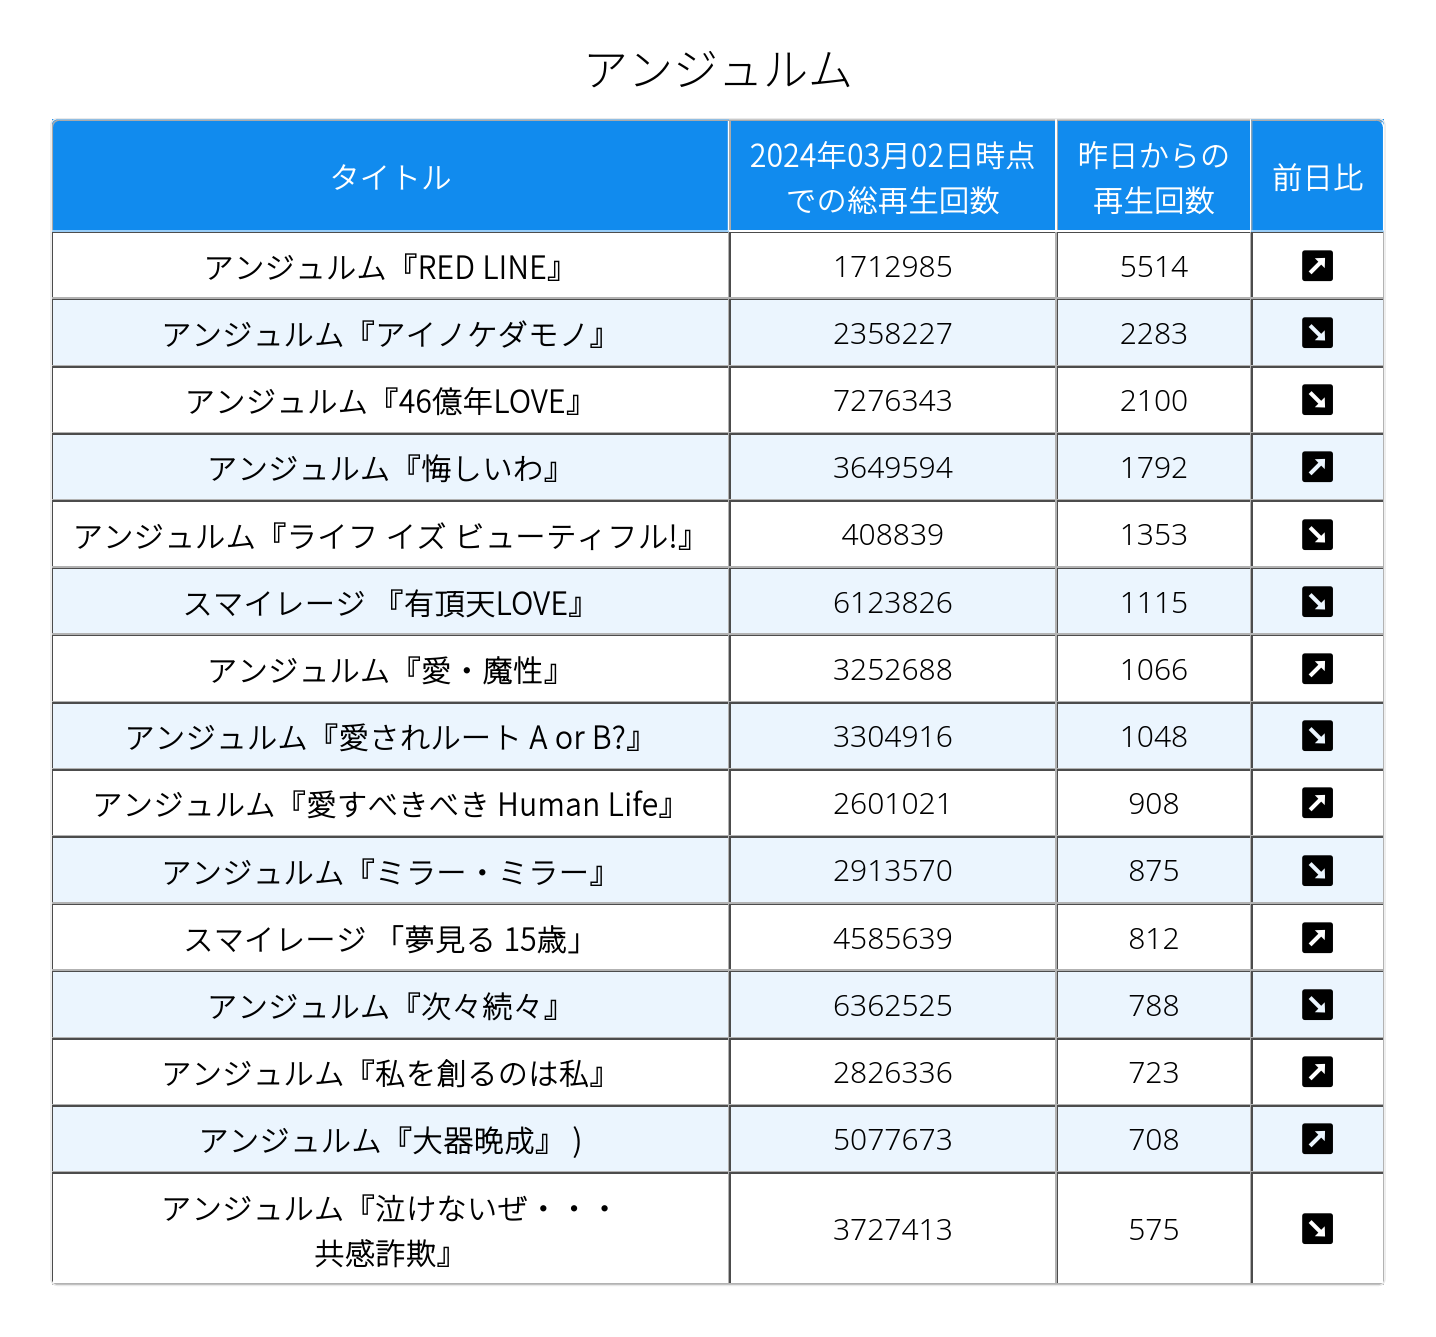 アンジュルム
タイトル
2024年03月02日時点
での総再生回数
昨日からの
再生回数
前日比
アンジュルム『RED LINE』 1712985 5514
アンジュルム『アイノケダモノ』 2358227 2283
アンジュルム『46億年LOVE』 7276343 2100
アンジュルム『悔しいわ』 3649594 1792
アンジュルム『ライフ イズ ビューティフル!』 408839 1353
スマイレージ 『有頂天LOVE』 6123826 1115
アンジュルム『愛・魔性』 3252688 1066
アンジュルム『愛されルート A or B?』 3304916 1048
アンジュルム『愛すべきべき Human Life』 2601021 908
アンジュルム『ミラー・ミラー』 2913570 875
スマイレージ 「夢見る 15歳」 4585639 812
アンジュルム『次々続々』 6362525 788
アンジュルム『私を創るのは私』 2826336 723
アンジュルム『大器晩成』 ) 5077673 708
アンジュルム『泣けないぜ・・・
共感詐欺』 3727413 575